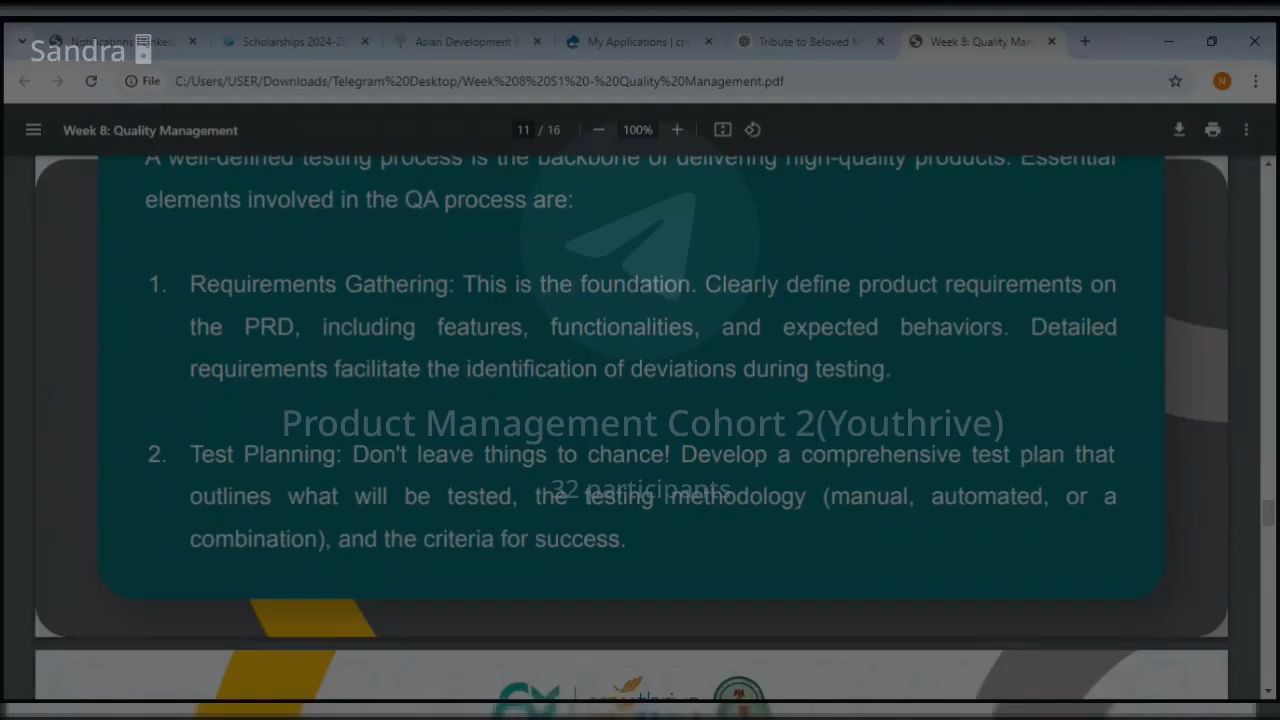 Sandra
Notifications
Scholarships 2024-2
Asian Development
My Applications | cr
Tribute to Beloved M
Week 8: Quality Man
File
C:/Users/USER/Downloads/Telegram%20Desktop/Week%208%20S1%20-%20Quality%20Management.pdf
N
Week 8: Quality Management
11 / 16
100%
A well-defined testing process is the backbone of delivering high-quality products. Essential
elements involved in the QA process are:
1. Requirements Gathering: This is the foundation. Clearly define product requirements on
the PRD, including features, functionalities, and expected behaviors. Detailed
requirements facilitate the identification of deviations during testing.
Product Management Cohort 2(Youthrive)
2. Test Planning: Don't leave things to chance! Develop a comprehensive test plan that
32 participants
outlines what will be tested, the testing methodology (manual, automated, or a
combination), and the criteria for success.